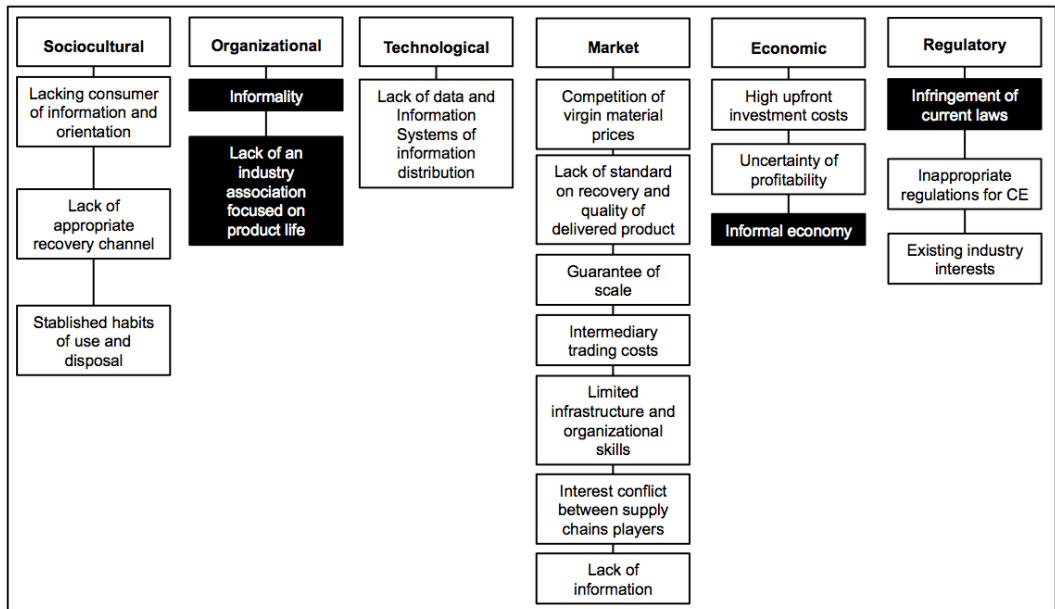 Sociocultural
Lacking consumer
of information and
orientation
Lack of
appropriate
recovery channel
Stablished habits
of use and
disposal
Organizational
Informality
Lack of an
industry
association
focused on
product life
Technological
Lack of data and
Information
Systems of
information
distribution
Market
Competition of
virgin material
prices
Lack of standard
on recovery and
quality of
delivered product
Guarantee of
scale
Intermediary
trading costs
Limited
infrastructure and
organizational
skills
Interest conflict
between supply
chains players
Lack of
information
Economic
High upfront
investment costs
Uncertainty of
profitability
Informal economy
Regulatory
Infringement of
current laws
Inappropriate
regulations for CE
Existing industry
interests